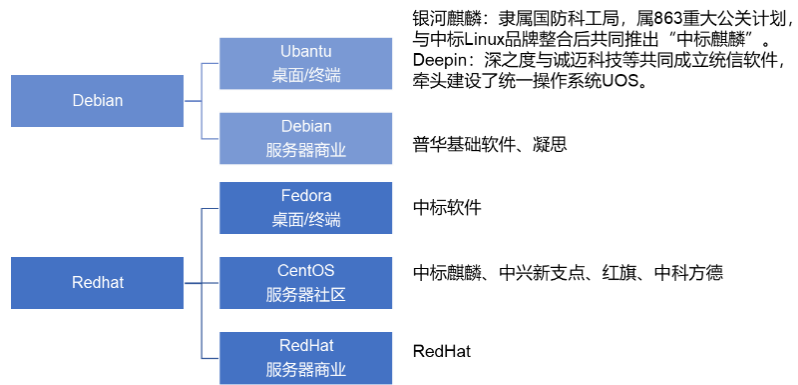 Debian
Ubantu
桌面/终端
银河麒麟：隶属国防科工局，属863重大公关计划，
与中标Linux品牌整合后共同推出“中标麒麟”。
Deepin：深之度与诚迈科技等共同成立统信软件，
牵头建设了统一操作系统UOS。
Debian
服务器商业
普华基础软件、凝思
Redhat
Fedora
桌面/终端
中标软件
CentOS
服务器社区
中标麒麟、中兴新支点、红旗、中科方德
RedHat
服务器商业
RedHat